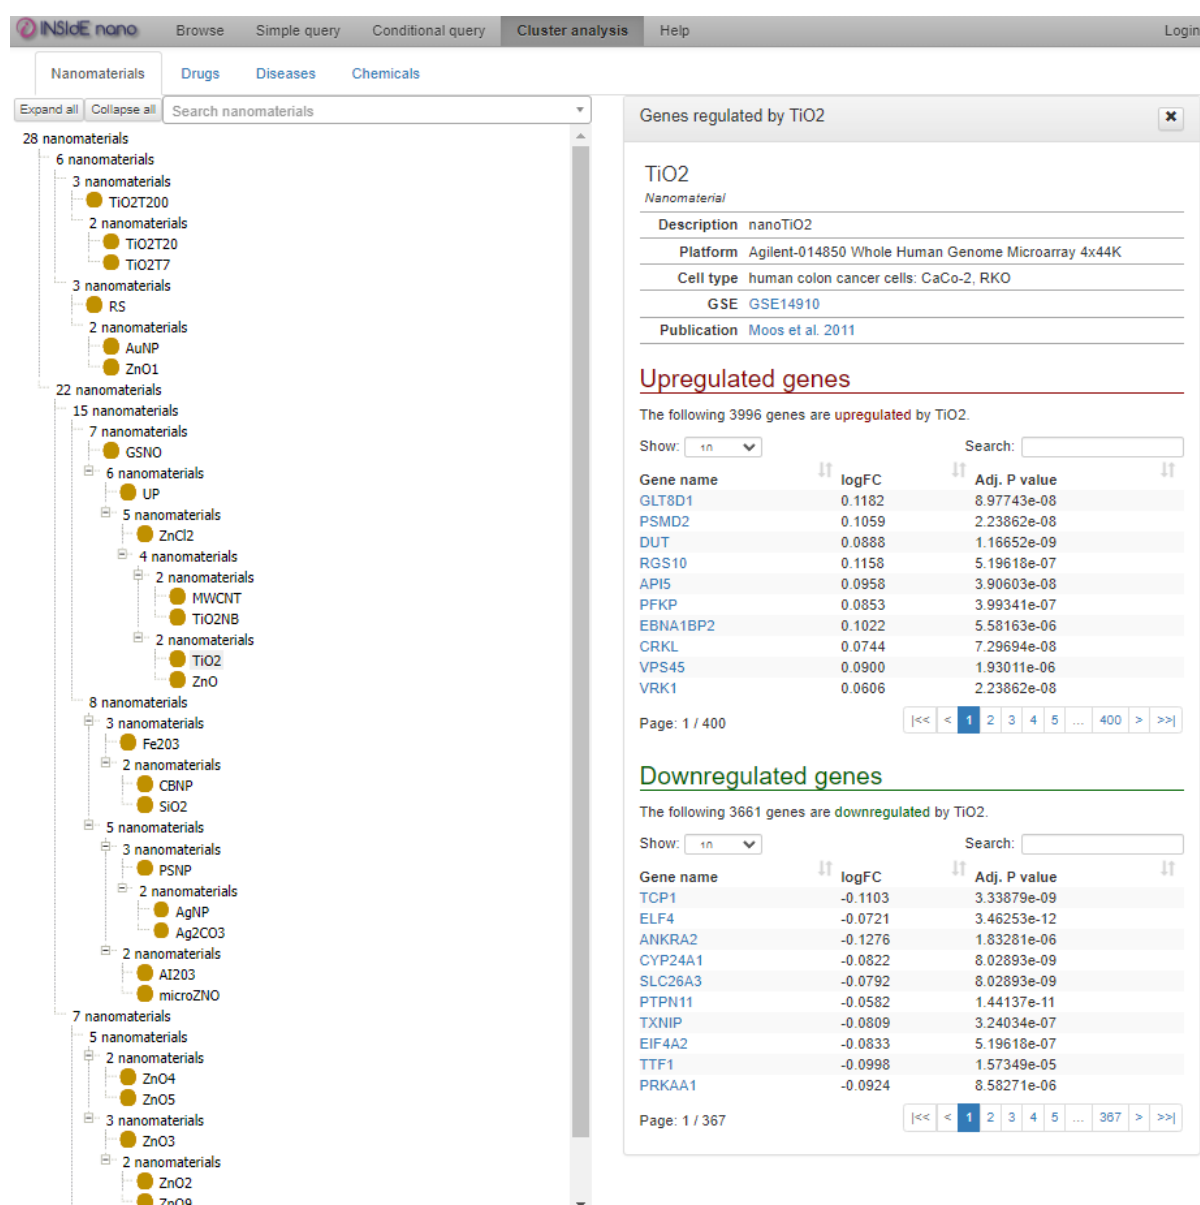 INSIdE nano Browse Simple query Conditional query Cluster analysis Help Login
Nanomaterials Drugs Diseases Chemicals
Expand all Collapse all Search nanomaterials
28 nanomaterials
6 nanomaterials
3 nanomaterials
TiO2T200
2 nanomaterials
TiO2T20
TiO2T7
3 nanomaterials
RS
2 nanomaterials
AuNP
ZnO1
22 nanomaterials
15 nanomaterials
7 nanomaterials
GSNO
6 nanomaterials
UP
5 nanomaterials
ZnCl2
4 nanomaterials
2 nanomaterials
MWCNT
TiO2NB
2 nanomaterials
TiO2
ZnO
8 nanomaterials
3 nanomaterials
Fe203
2 nanomaterials
CBNP
SiO2
5 nanomaterials
3 nanomaterials
PSNP
2 nanomaterials
AgNP
Ag2CO3
2 nanomaterials
Al203
microZNO
7 nanomaterials
5 nanomaterials
2 nanomaterials
ZnO4
ZnO5
3 nanomaterials
ZnO3
2 nanomaterials
ZnO2
ZnO9
Genes regulated by TiO2
TiO2
Nanomaterial
Description nanoTiO2
Platform Agilent-014850 Whole Human Genome Microarray 4x44K
Cell type human colon cancer cells: CaCo-2, RKO
GSE GSE14910
Publication Moos et al. 2011
Upregulated genes
The following 3996 genes are upregulated by TiO2.
Show: 10 Search:
Gene name logFC Adj. P value
GLT8D1 0.1182 8.97743e-08
PSMD2 0.1059 2.23862e-08
DUT 0.0888 1.16652e-09
RGS10 0.1158 5.19618e-07
API5 0.0958 3.90603e-08
PFKP 0.0853 3.99341e-07
EBNA1BP2 0.1022 5.58163e-06
CRKL 0.0744 7.29694e-08
VPS45 0.0900 1.93011e-06
VRK1 0.0606 2.23862e-08
Page: 1 / 400 |<< < 1 2 3 4 5 ... 400 > >>|
Downregulated genes
The following 3661 genes are downregulated by TiO2.
Show: 10 Search:
Gene name logFC Adj. P value
TCP1 -0.1103 3.33879e-09
ELF4 -0.0721 3.46253e-12
ANKRA2 -0.1276 1.83281e-06
CYP24A1 -0.0822 8.02893e-09
SLC26A3 -0.0792 8.02893e-09
PTPN11 -0.0582 1.44137e-11
TXNIP -0.0809 3.24034e-07
EIF4A2 -0.0833 5.19618e-07
TTF1 -0.0998 1.57349e-05
PRKAA1 -0.0924 8.58271e-06
Page: 1 / 367 |<< < 1 2 3 4 5 ... 367 > >>|